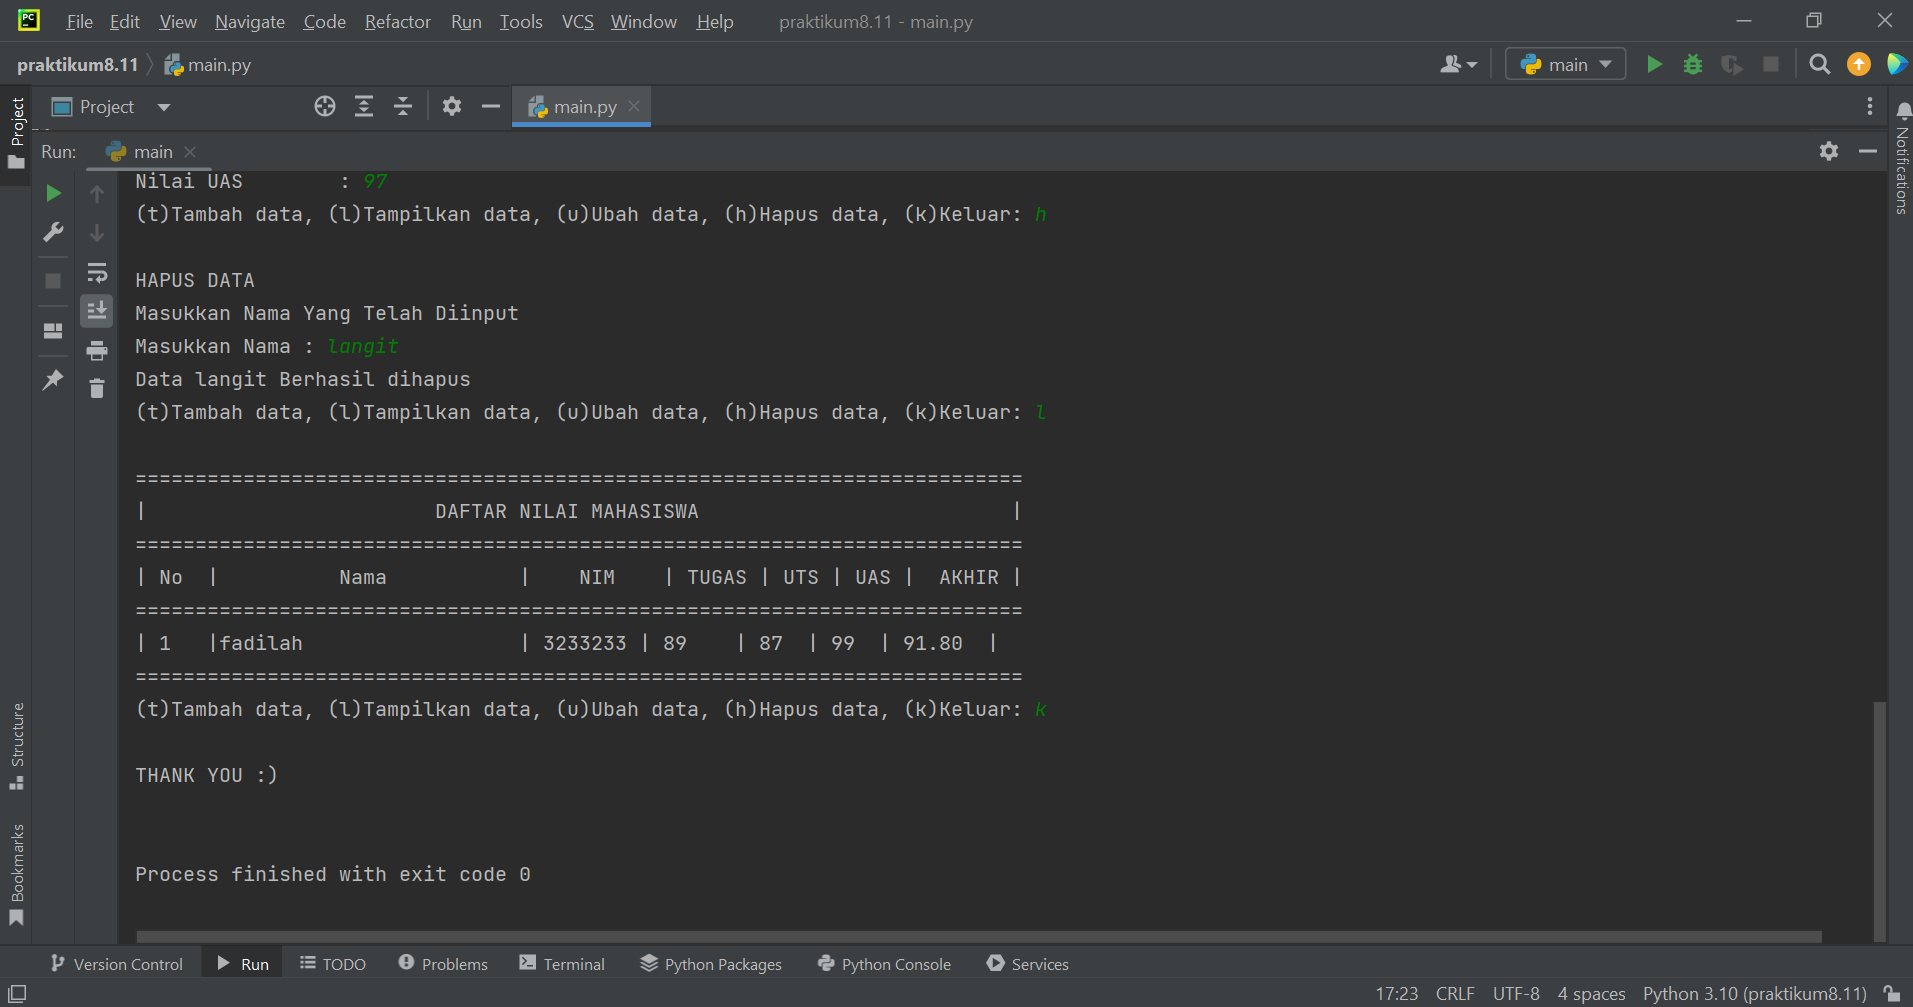 PC File Edit View Navigate Code Refactor Run Tools VCS Window Help praktikum8.11 - main.py
praktikum8.11 main.py main
Project main.py
Project
Notifications
Run: main
Nilai UAS        : 97
(t)Tambah data, (l)Tampilkan data, (u)Ubah data, (h)Hapus data, (k)Keluar: h
HAPUS DATA
Masukkan Nama Yang Telah Diinput
Masukkan Nama : langit
Data langit Berhasil dihapus
(t)Tambah data, (l)Tampilkan data, (u)Ubah data, (h)Hapus data, (k)Keluar: l
==========================================================================
|                        DAFTAR NILAI MAHASISWA                          |
==========================================================================
| No  |          Nama           |    NIM    | TUGAS | UTS | UAS |  AKHIR |
==========================================================================
| 1   |fadilah                  | 3233233 | 89    | 87  | 99  | 91.80  |
==========================================================================
(t)Tambah data, (l)Tampilkan data, (u)Ubah data, (h)Hapus data, (k)Keluar: k
THANK YOU :)
Process finished with exit code 0
Structure
Bookmarks
Version Control Run TODO Problems Terminal Python Packages Python Console Services
17:23 CRLF UTF-8 4 spaces Python 3.10 (praktikum8.11)